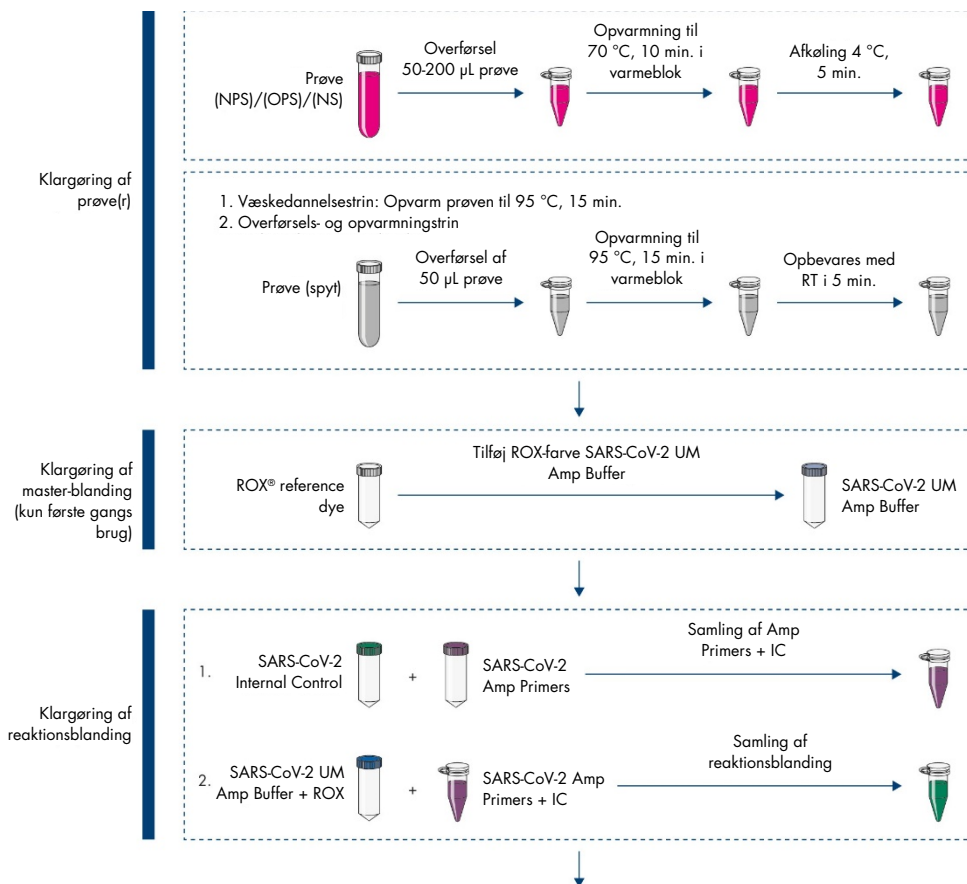 Klargøring af
prøve(r)
Prøve
(NPS)/(OPS)/(NS)
Overførsel
50-200 µL prøve
Opvarmning til
70 °C, 10 min. i
varmeblok
Afkøling 4 °C,
5 min.
1. Væskedannelsestrin: Opvarm prøven til 95 °C, 15 min.
2. Overførsels- og opvarmningstrin
Prøve (spyt)
Overførsel af
50 µL prøve
Opvarmning til
95 °C, 15 min. i
varmeblok
Opbevares med
RT i 5 min.
Klargøring af
master-blanding
(kun første gangs
brug)
ROX® reference
dye
Tilføj ROX-farve SARS-CoV-2 UM
Amp Buffer
SARS-CoV-2 UM
Amp Buffer
Klargøring af
reaktionsblanding
1.
SARS-CoV-2
Internal Control
+
SARS-CoV-2
Amp Primers
Samling af Amp
Primers + IC
2.
SARS-CoV-2 UM
Amp Buffer + ROX
+
SARS-CoV-2 Amp
Primers + IC
Samling af
reaktionsblanding